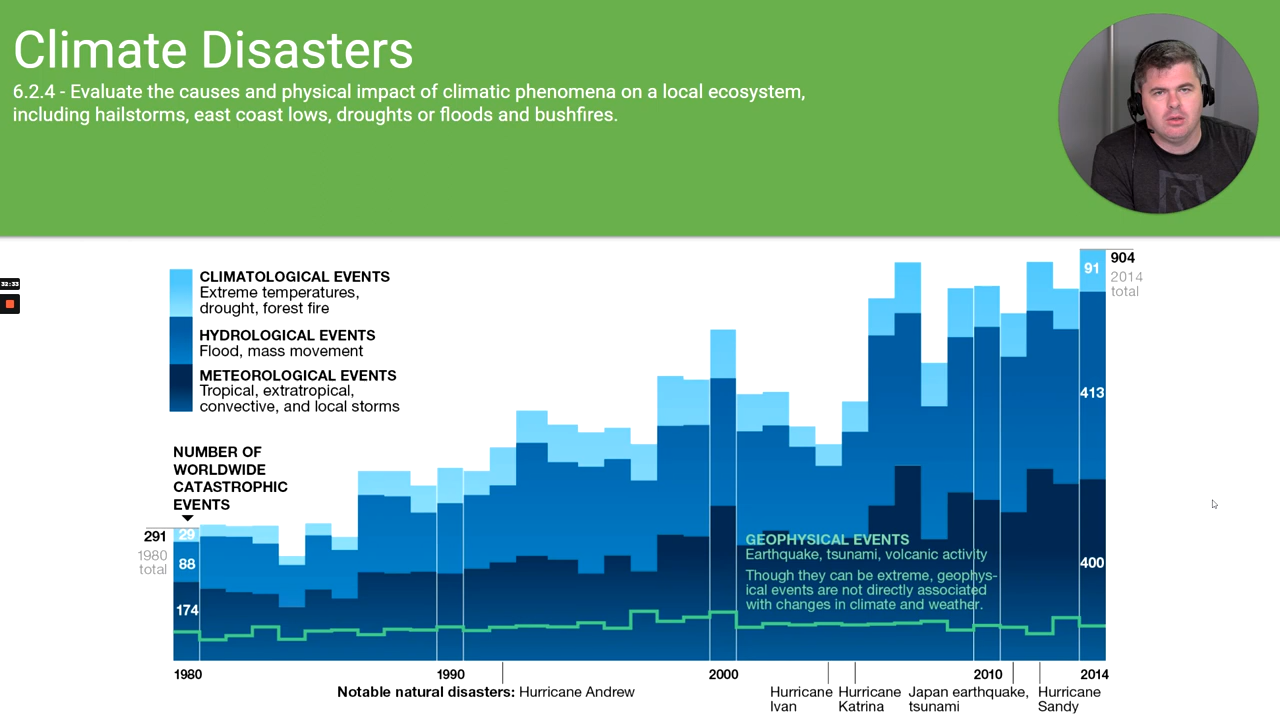 Climate Disasters
6.2.4 - Evaluate the causes and physical impact of climatic phenomena on a local ecosystem,
including hailstorms, east coast lows, droughts or floods and bushfires.
32:33
CLIMATOLOGICAL EVENTS
Extreme temperatures,
drought, forest fire
HYDROLOGICAL EVENTS
Flood, mass movement
METEOROLOGICAL EVENTS
Tropical, extratropical,
convective, and local storms
NUMBER OF
WORLDWIDE
CATASTROPHIC
EVENTS
291
1980
total
29
88
174
904
2014
total
91
413
400
GEOPHYSICAL EVENTS
Earthquake, tsunami, volcanic activity
Though they can be extreme, geophys-
ical events are not directly associated
with changes in climate and weather.
1980
1990
2000
2010
2014
Notable natural disasters: Hurricane Andrew
Hurricane
Ivan
Hurricane
Katrina
Japan earthquake,
tsunami
Hurricane
Sandy